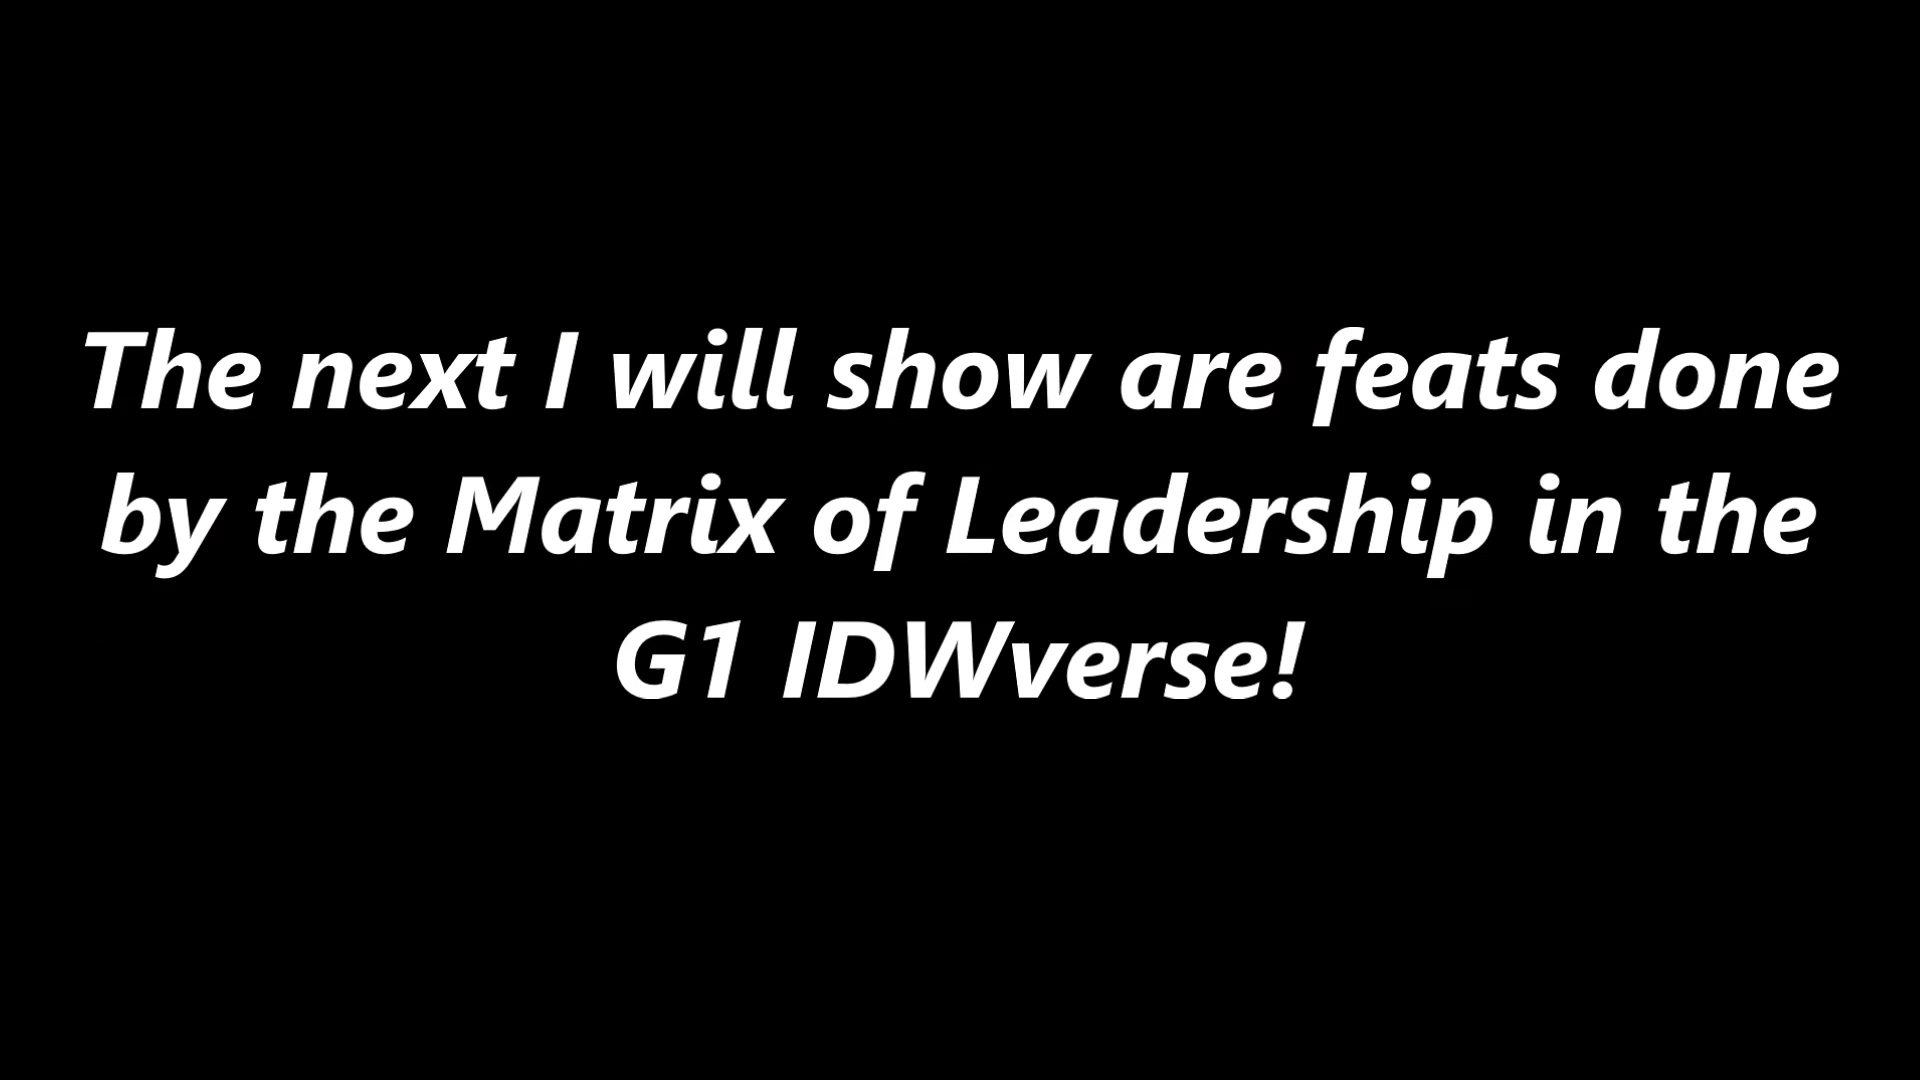 The next I will show are feats done
by the Matrix of Leadership in the
G1 IDWverse!